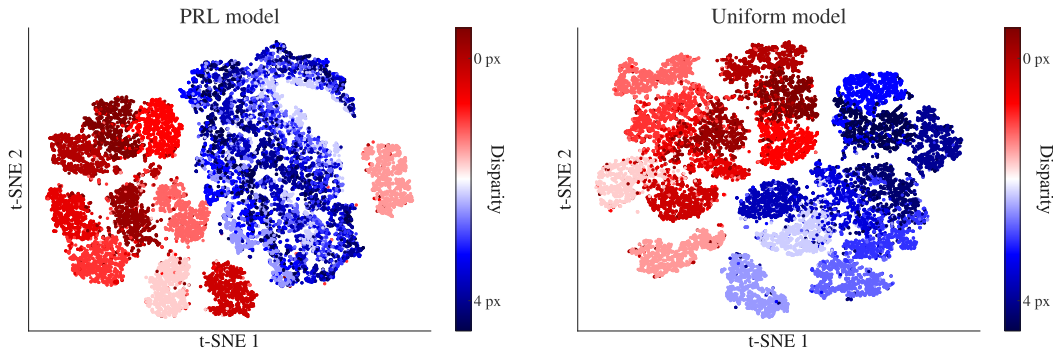 PRL model
t-SNE 2
t-SNE 1
0 px
Disparity
4 px
Uniform model
t-SNE 2
t-SNE 1
0 px
Disparity
4 px